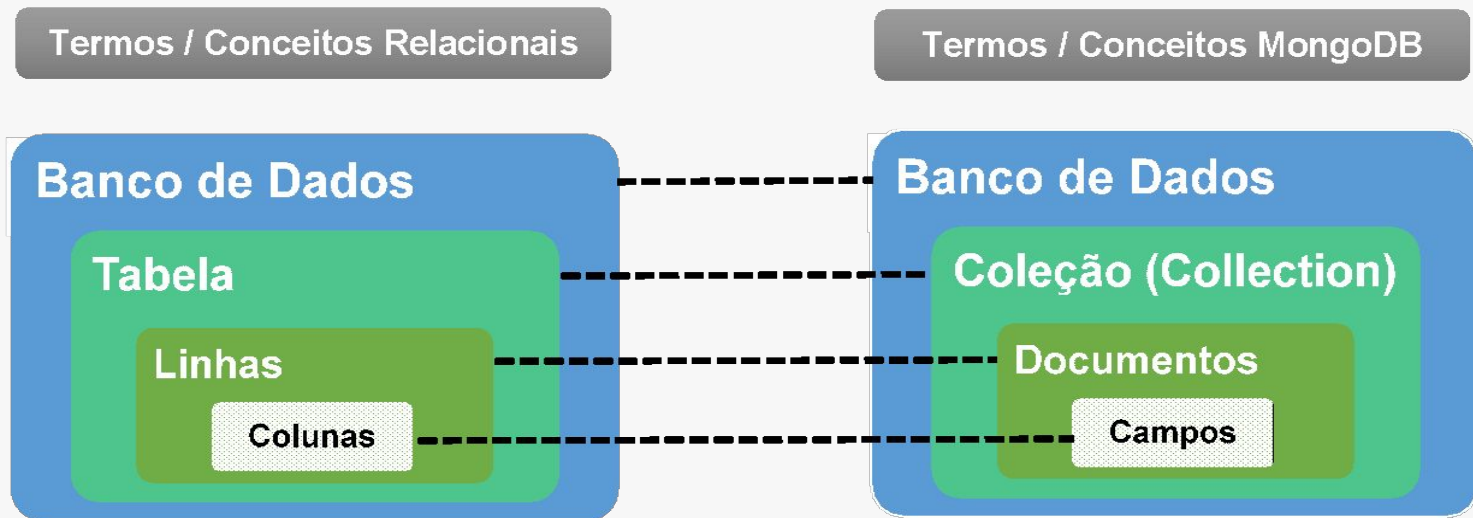 Termos / Conceitos Relacionais
Banco de Dados
Tabela
Linhas
Colunas
Termos / Conceitos MongoDB
Banco de Dados
Coleção (Collection)
Documentos
Campos